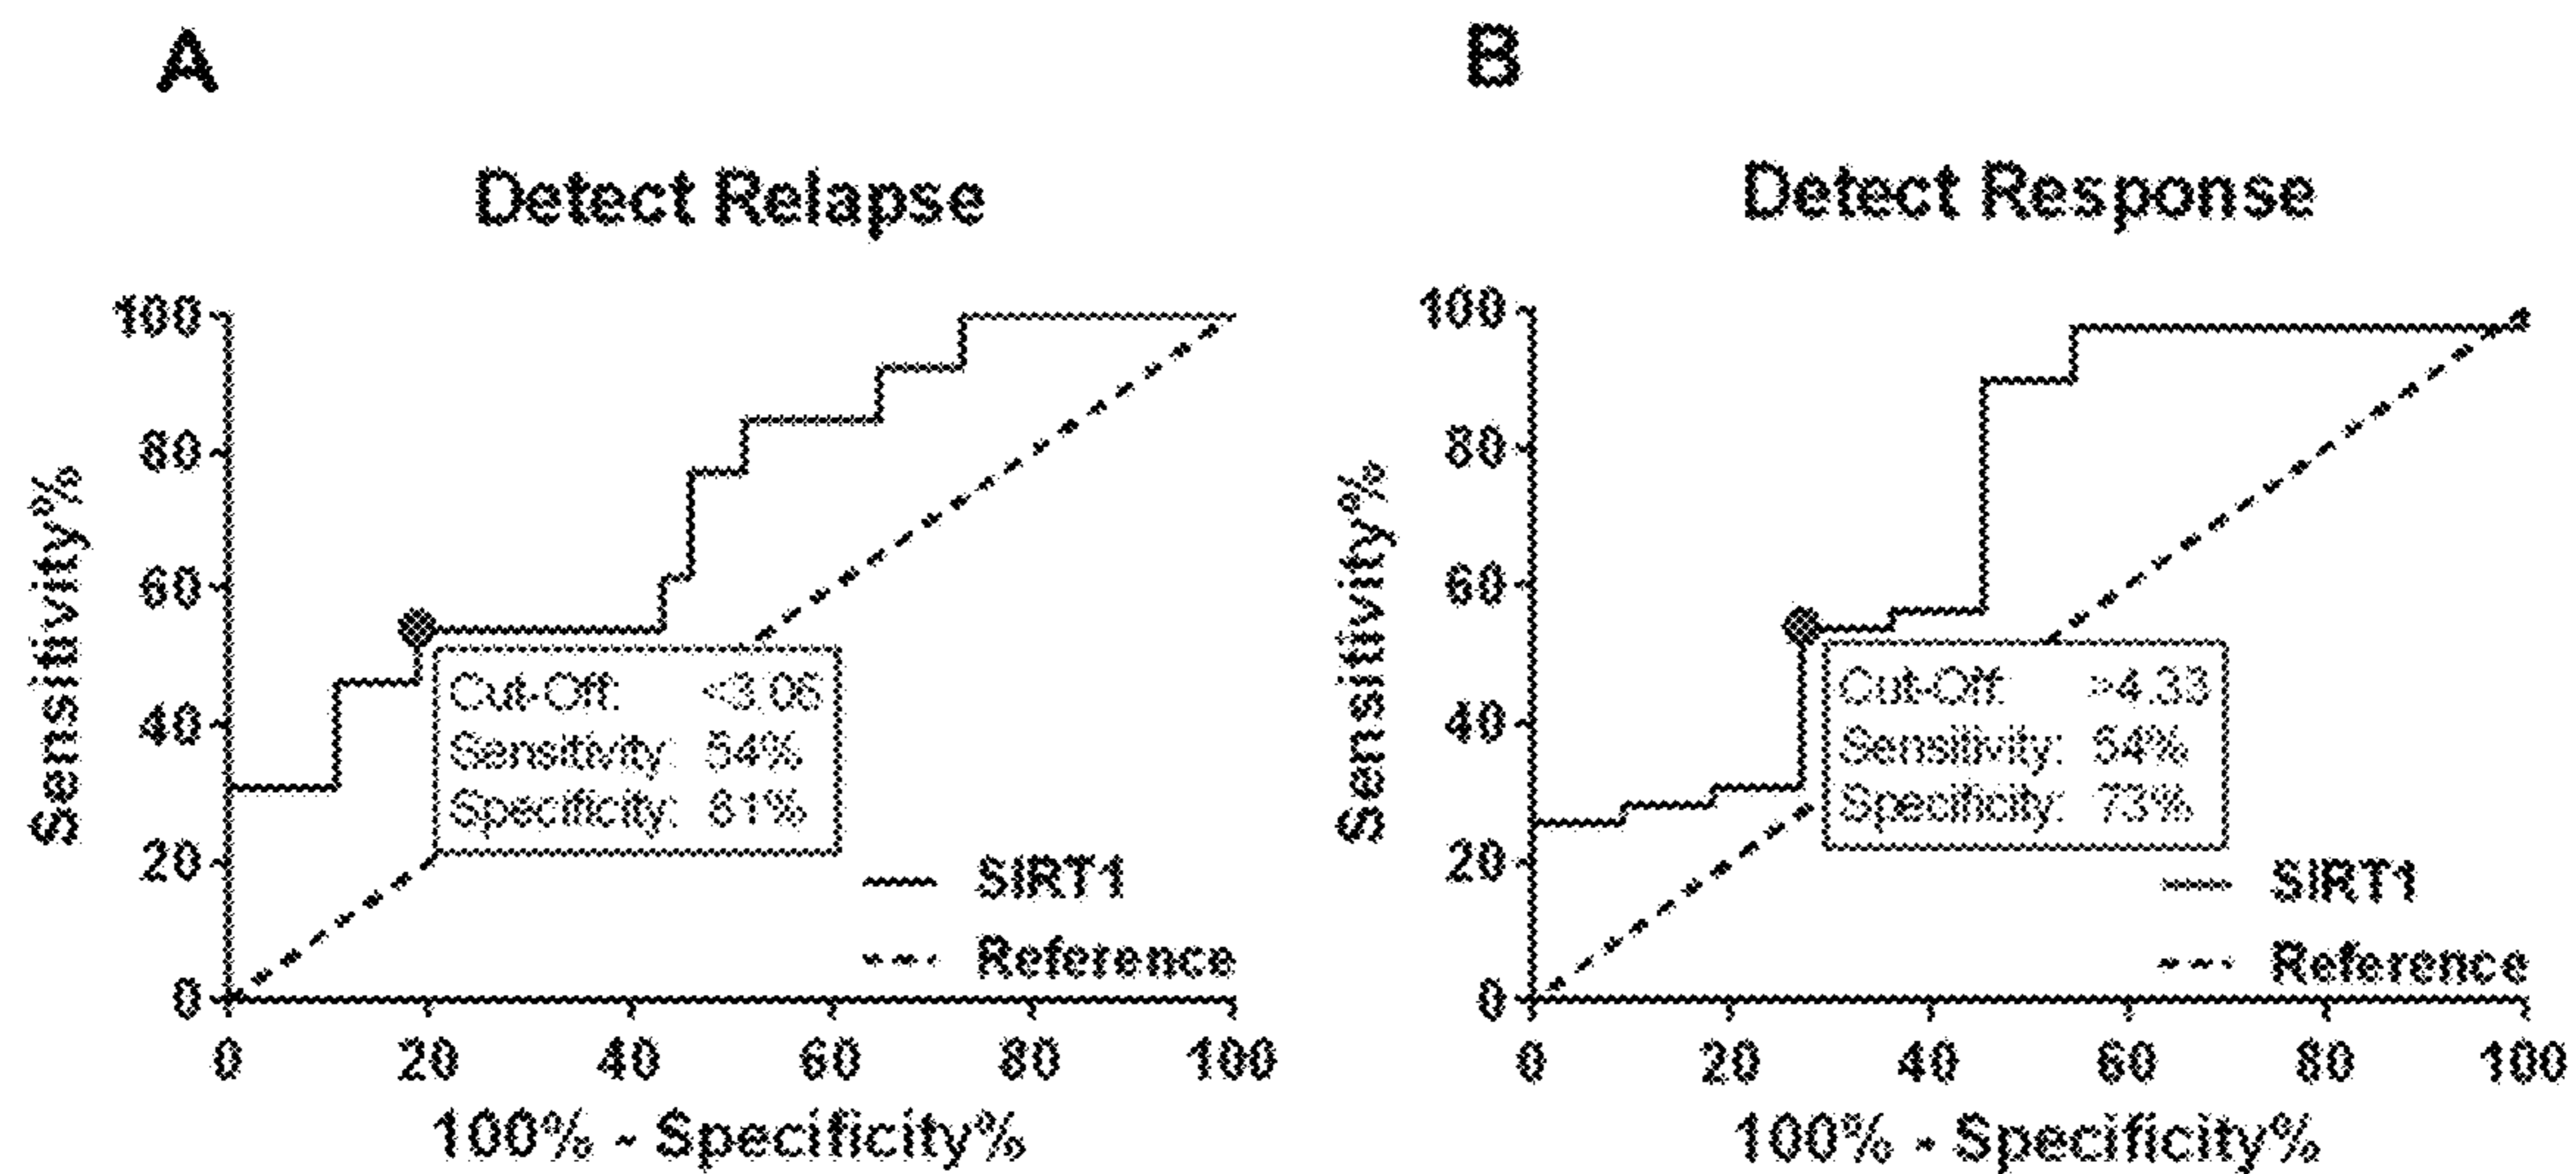 A
Detect Relapse
100
80
60
40
20
0
Sensitivity%
Cut-Off: <3.06
Sensitivity: 54%
Specificity: 81%
SIRT1
Reference
0 20 40 60 80 100
100% - Specificity%
B
Detect Response
100
80
60
40
20
0
Sensitivity%
Cut-Off: >4.33
Sensitivity: 54%
Specificity: 73%
SIRT1
Reference
0 20 40 60 80 100
100% - Specificity%